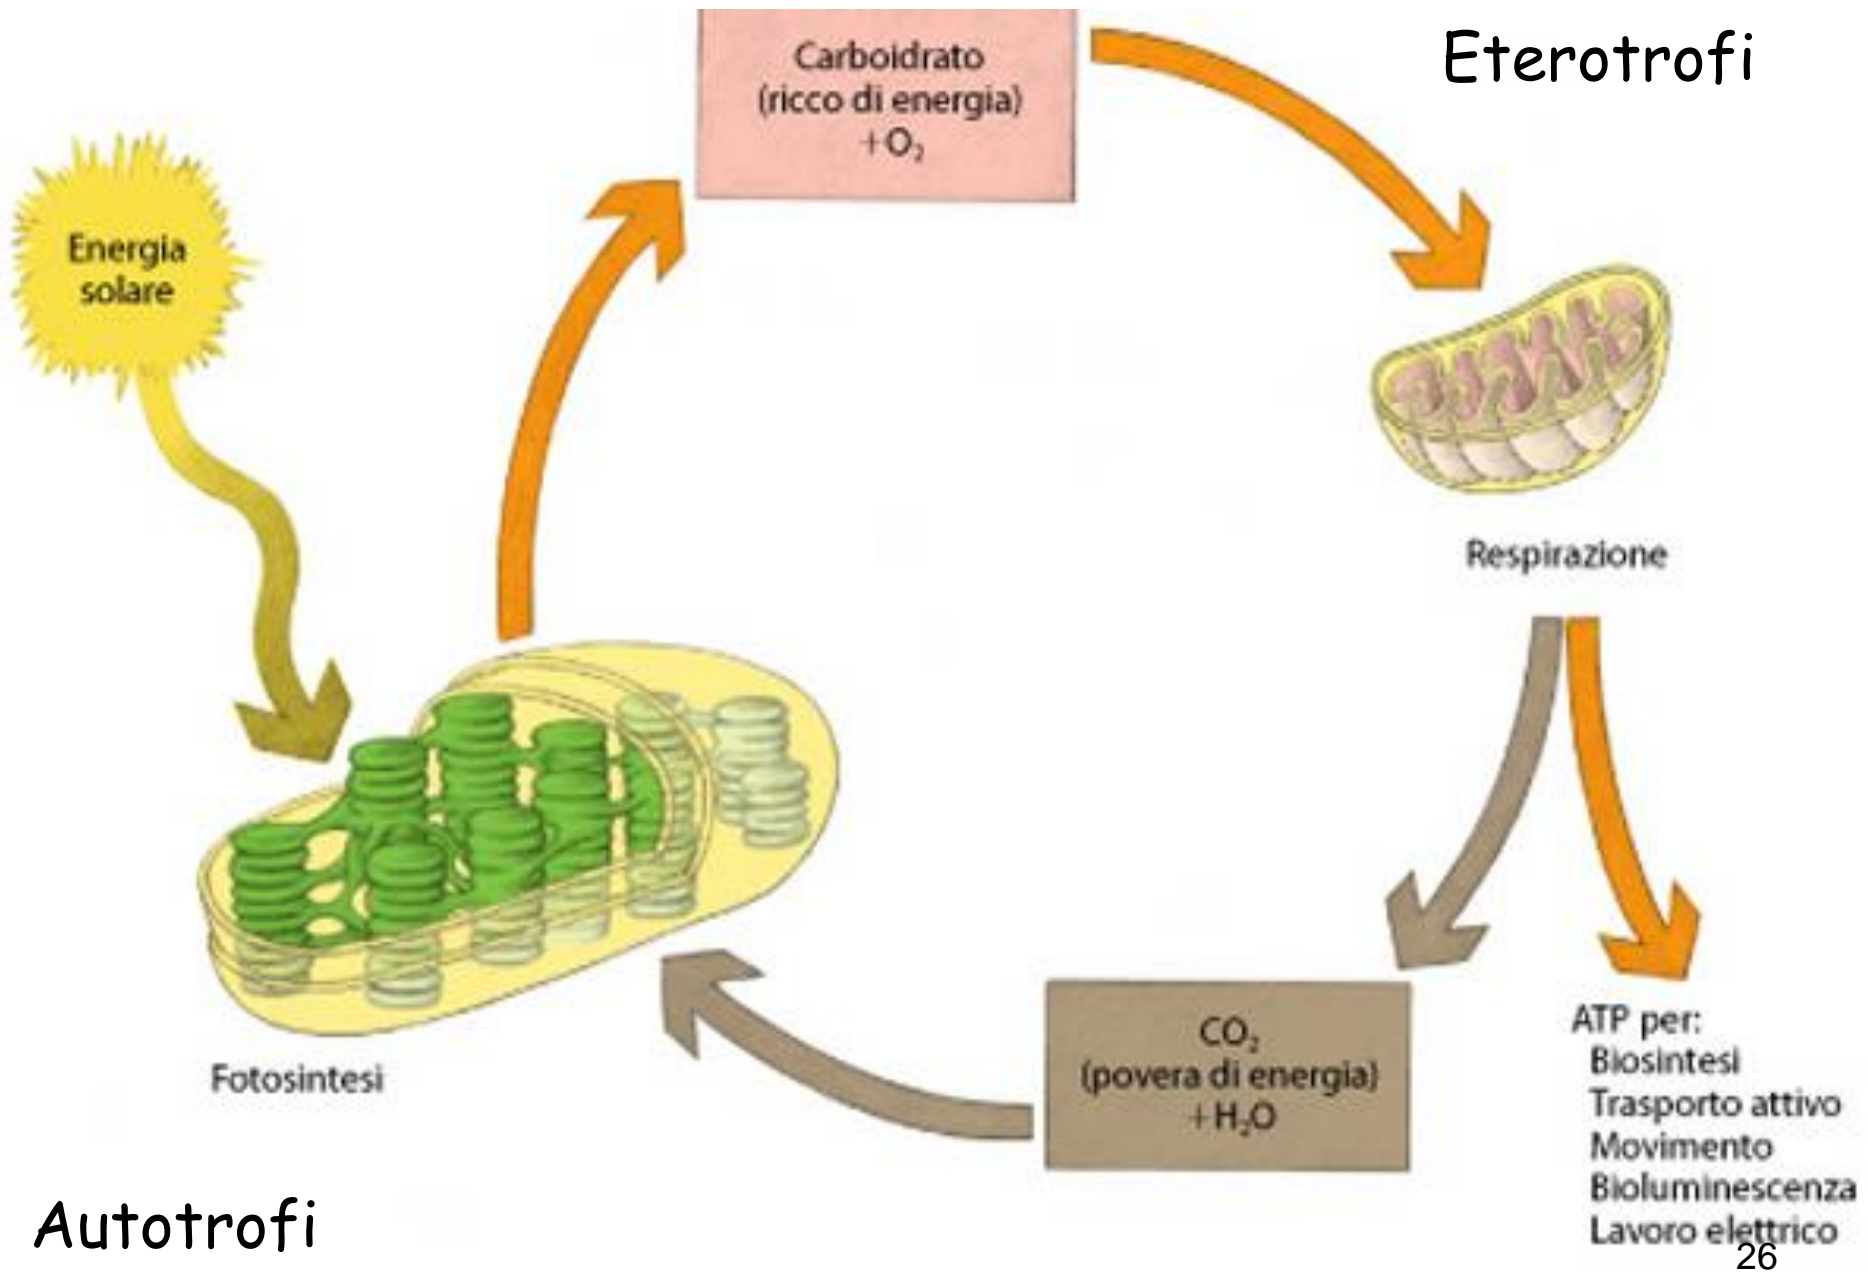 Eterotrofi
Carboidrato
(ricco di energia)
+O₂
Energia
solare
Respirazione
Fotosintesi
CO₂
(povera di energia)
+H₂O
ATP per:
Biosintesi
Trasporto attivo
Movimento
Bioluminescenza
Lavoro elettrico
Autotrofi
26